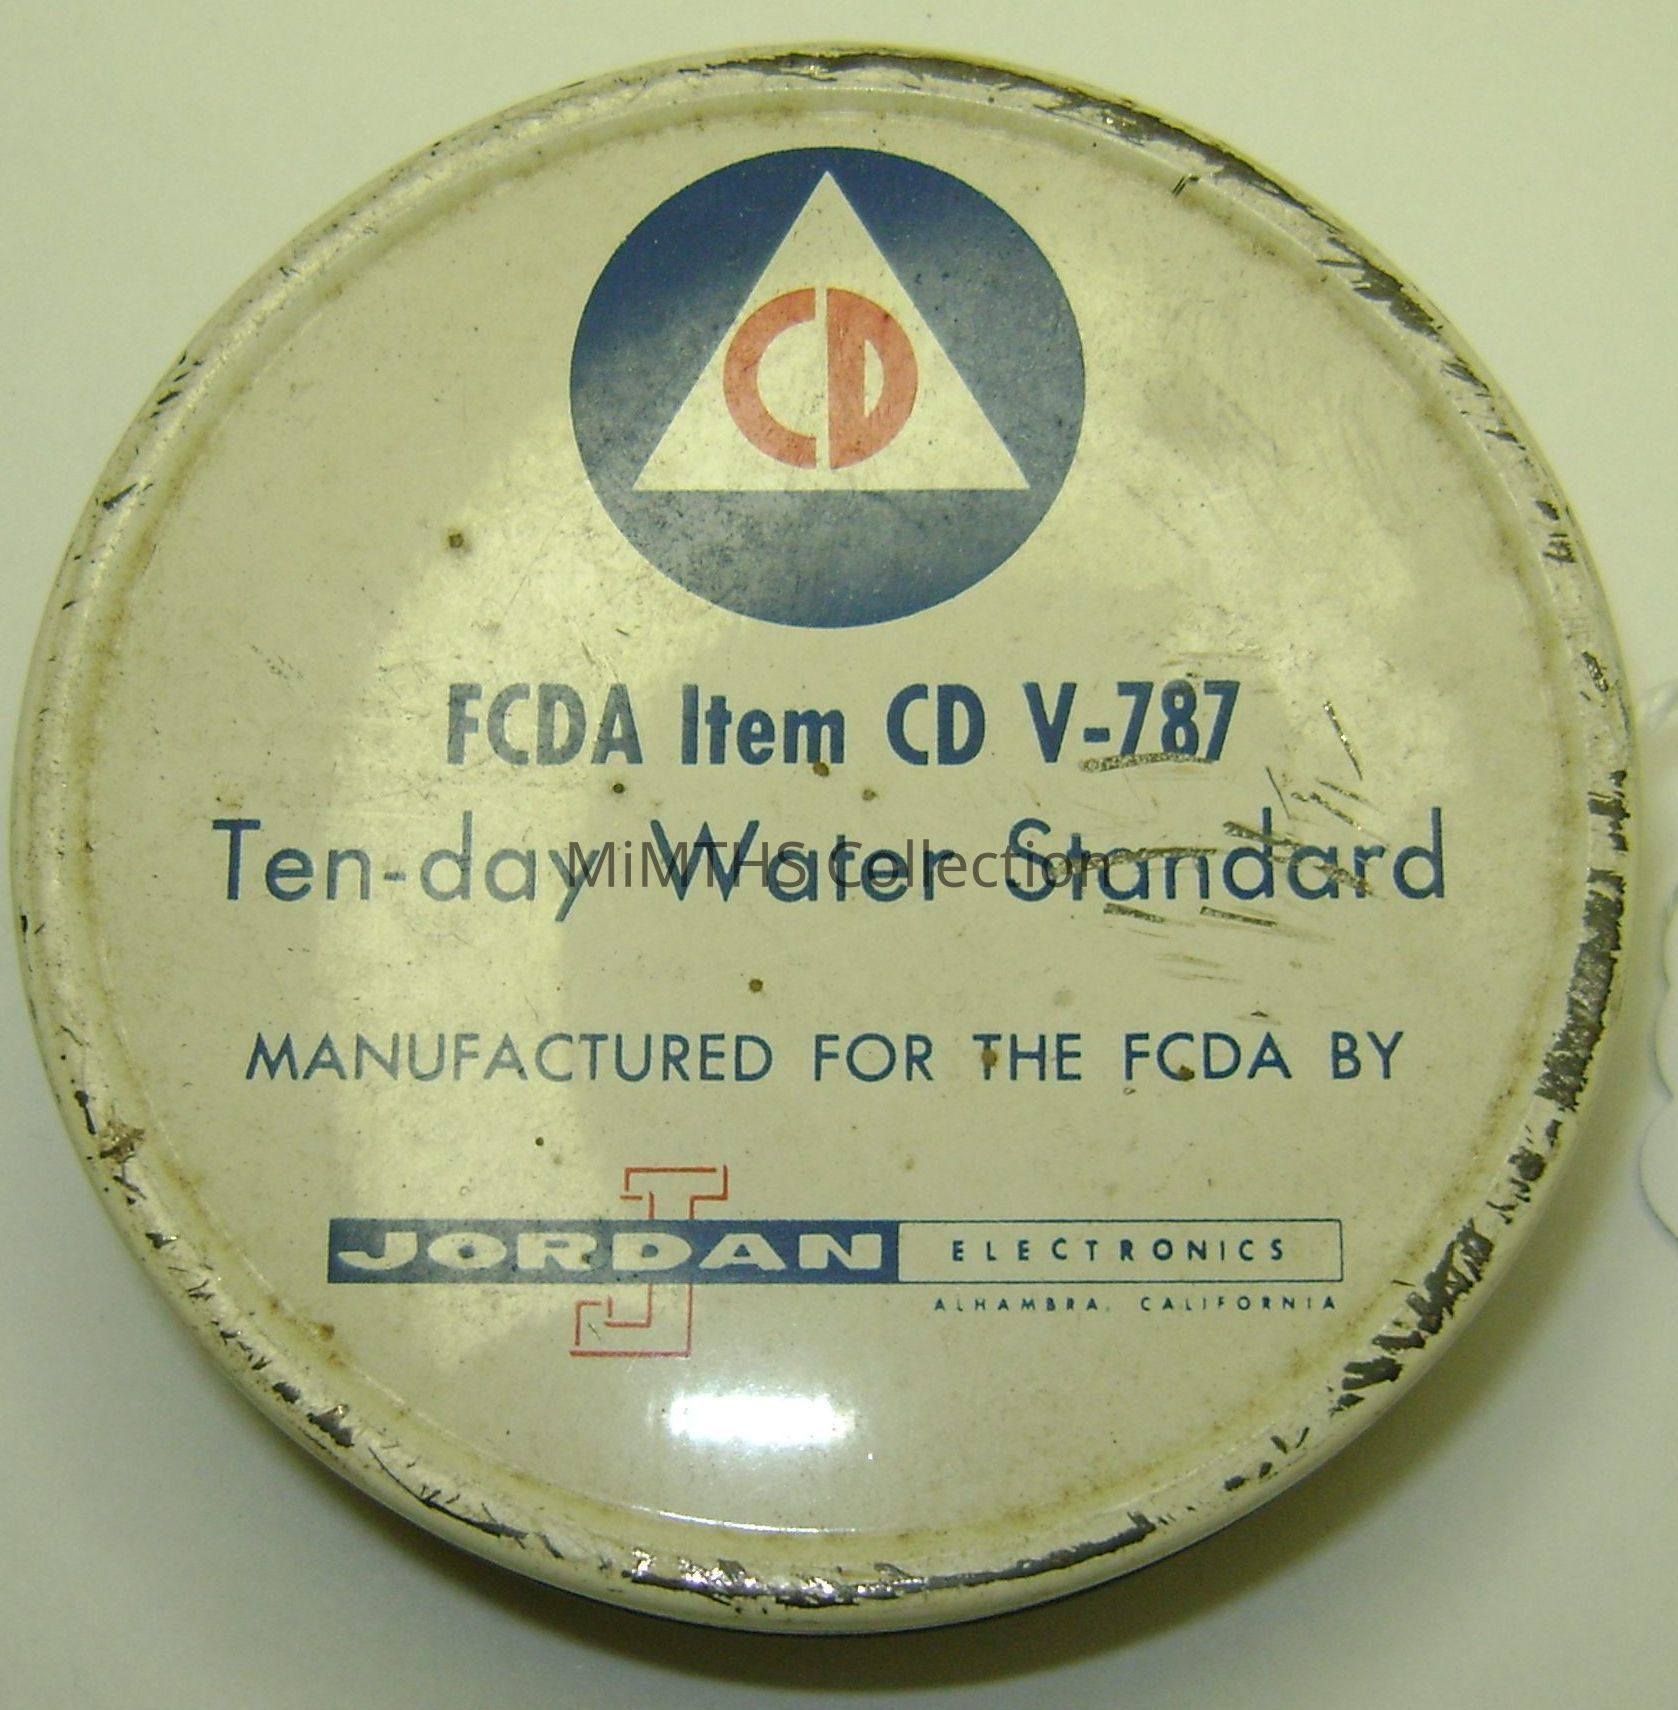 CD
FCDA Item CD V-787
Ten-day Water Standard
MiMTHS Collection
MANUFACTURED FOR THE FCDA BY
J
JORDAN ELECTRONICS
ALHAMBRA, CALIFORNIA